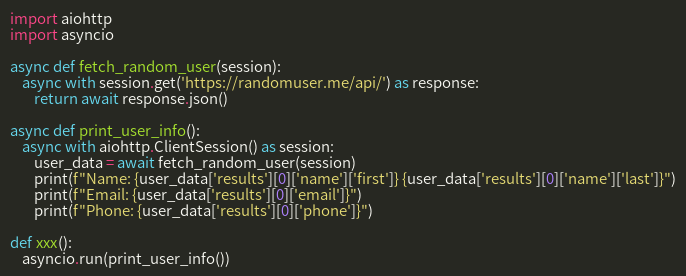 import aiohttp
import asyncio

async def fetch_random_user(session):
    async with session.get('https://randomuser.me/api/') as response:
        return await response.json()

async def print_user_info():
    async with aiohttp.ClientSession() as session:
        user_data = await fetch_random_user(session)
        print(f"Name: {user_data['results'][0]['name']['first']} {user_data['results'][0]['name']['last']}")
        print(f"Email: {user_data['results'][0]['email']}")
        print(f"Phone: {user_data['results'][0]['phone']}")

def xxx():
    asyncio.run(print_user_info())